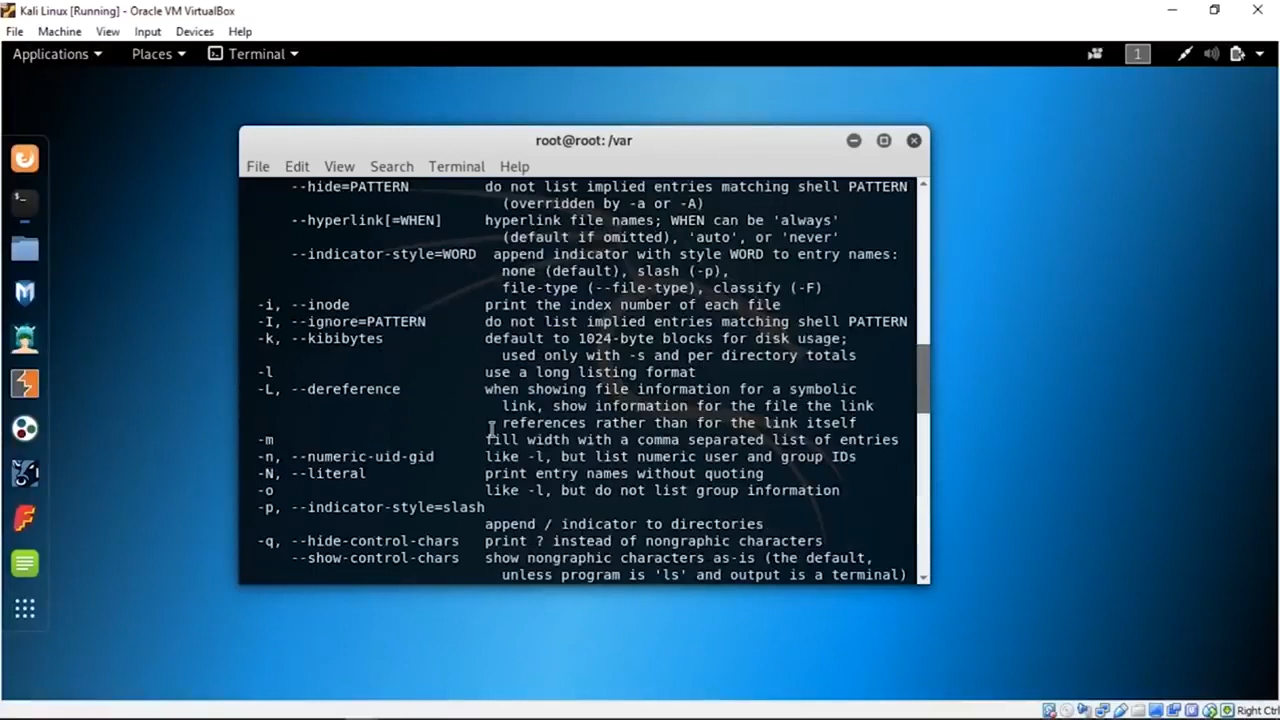 Kali Linux [Running] - Oracle VM VirtualBox
File Machine View Input Devices Help
Applications Places Terminal 1
root@root: /var
File Edit View Search Terminal Help
--hide=PATTERN do not list implied entries matching shell PATTERN
(overridden by -a or -A)
--hyperlink[=WHEN] hyperlink file names; WHEN can be 'always'
(default if omitted), 'auto', or 'never'
--indicator-style=WORD append indicator with style WORD to entry names:
none (default), slash (-p),
file-type (--file-type), classify (-F)
-i, --inode print the index number of each file
-I, --ignore=PATTERN do not list implied entries matching shell PATTERN
-k, --kibibytes default to 1024-byte blocks for disk usage;
used only with -s and per directory totals
-l use a long listing format
-L, --dereference when showing file information for a symbolic
link, show information for the file the link
references rather than for the link itself
-m fill width with a comma separated list of entries
-n, --numeric-uid-gid like -l, but list numeric user and group IDs
-N, --literal print entry names without quoting
-o like -l, but do not list group information
-p, --indicator-style=slash
append / indicator to directories
-q, --hide-control-chars print ? instead of nongraphic characters
--show-control-chars show nongraphic characters as-is (the default,
unless program is 'ls' and output is a terminal)
Right Ctrl